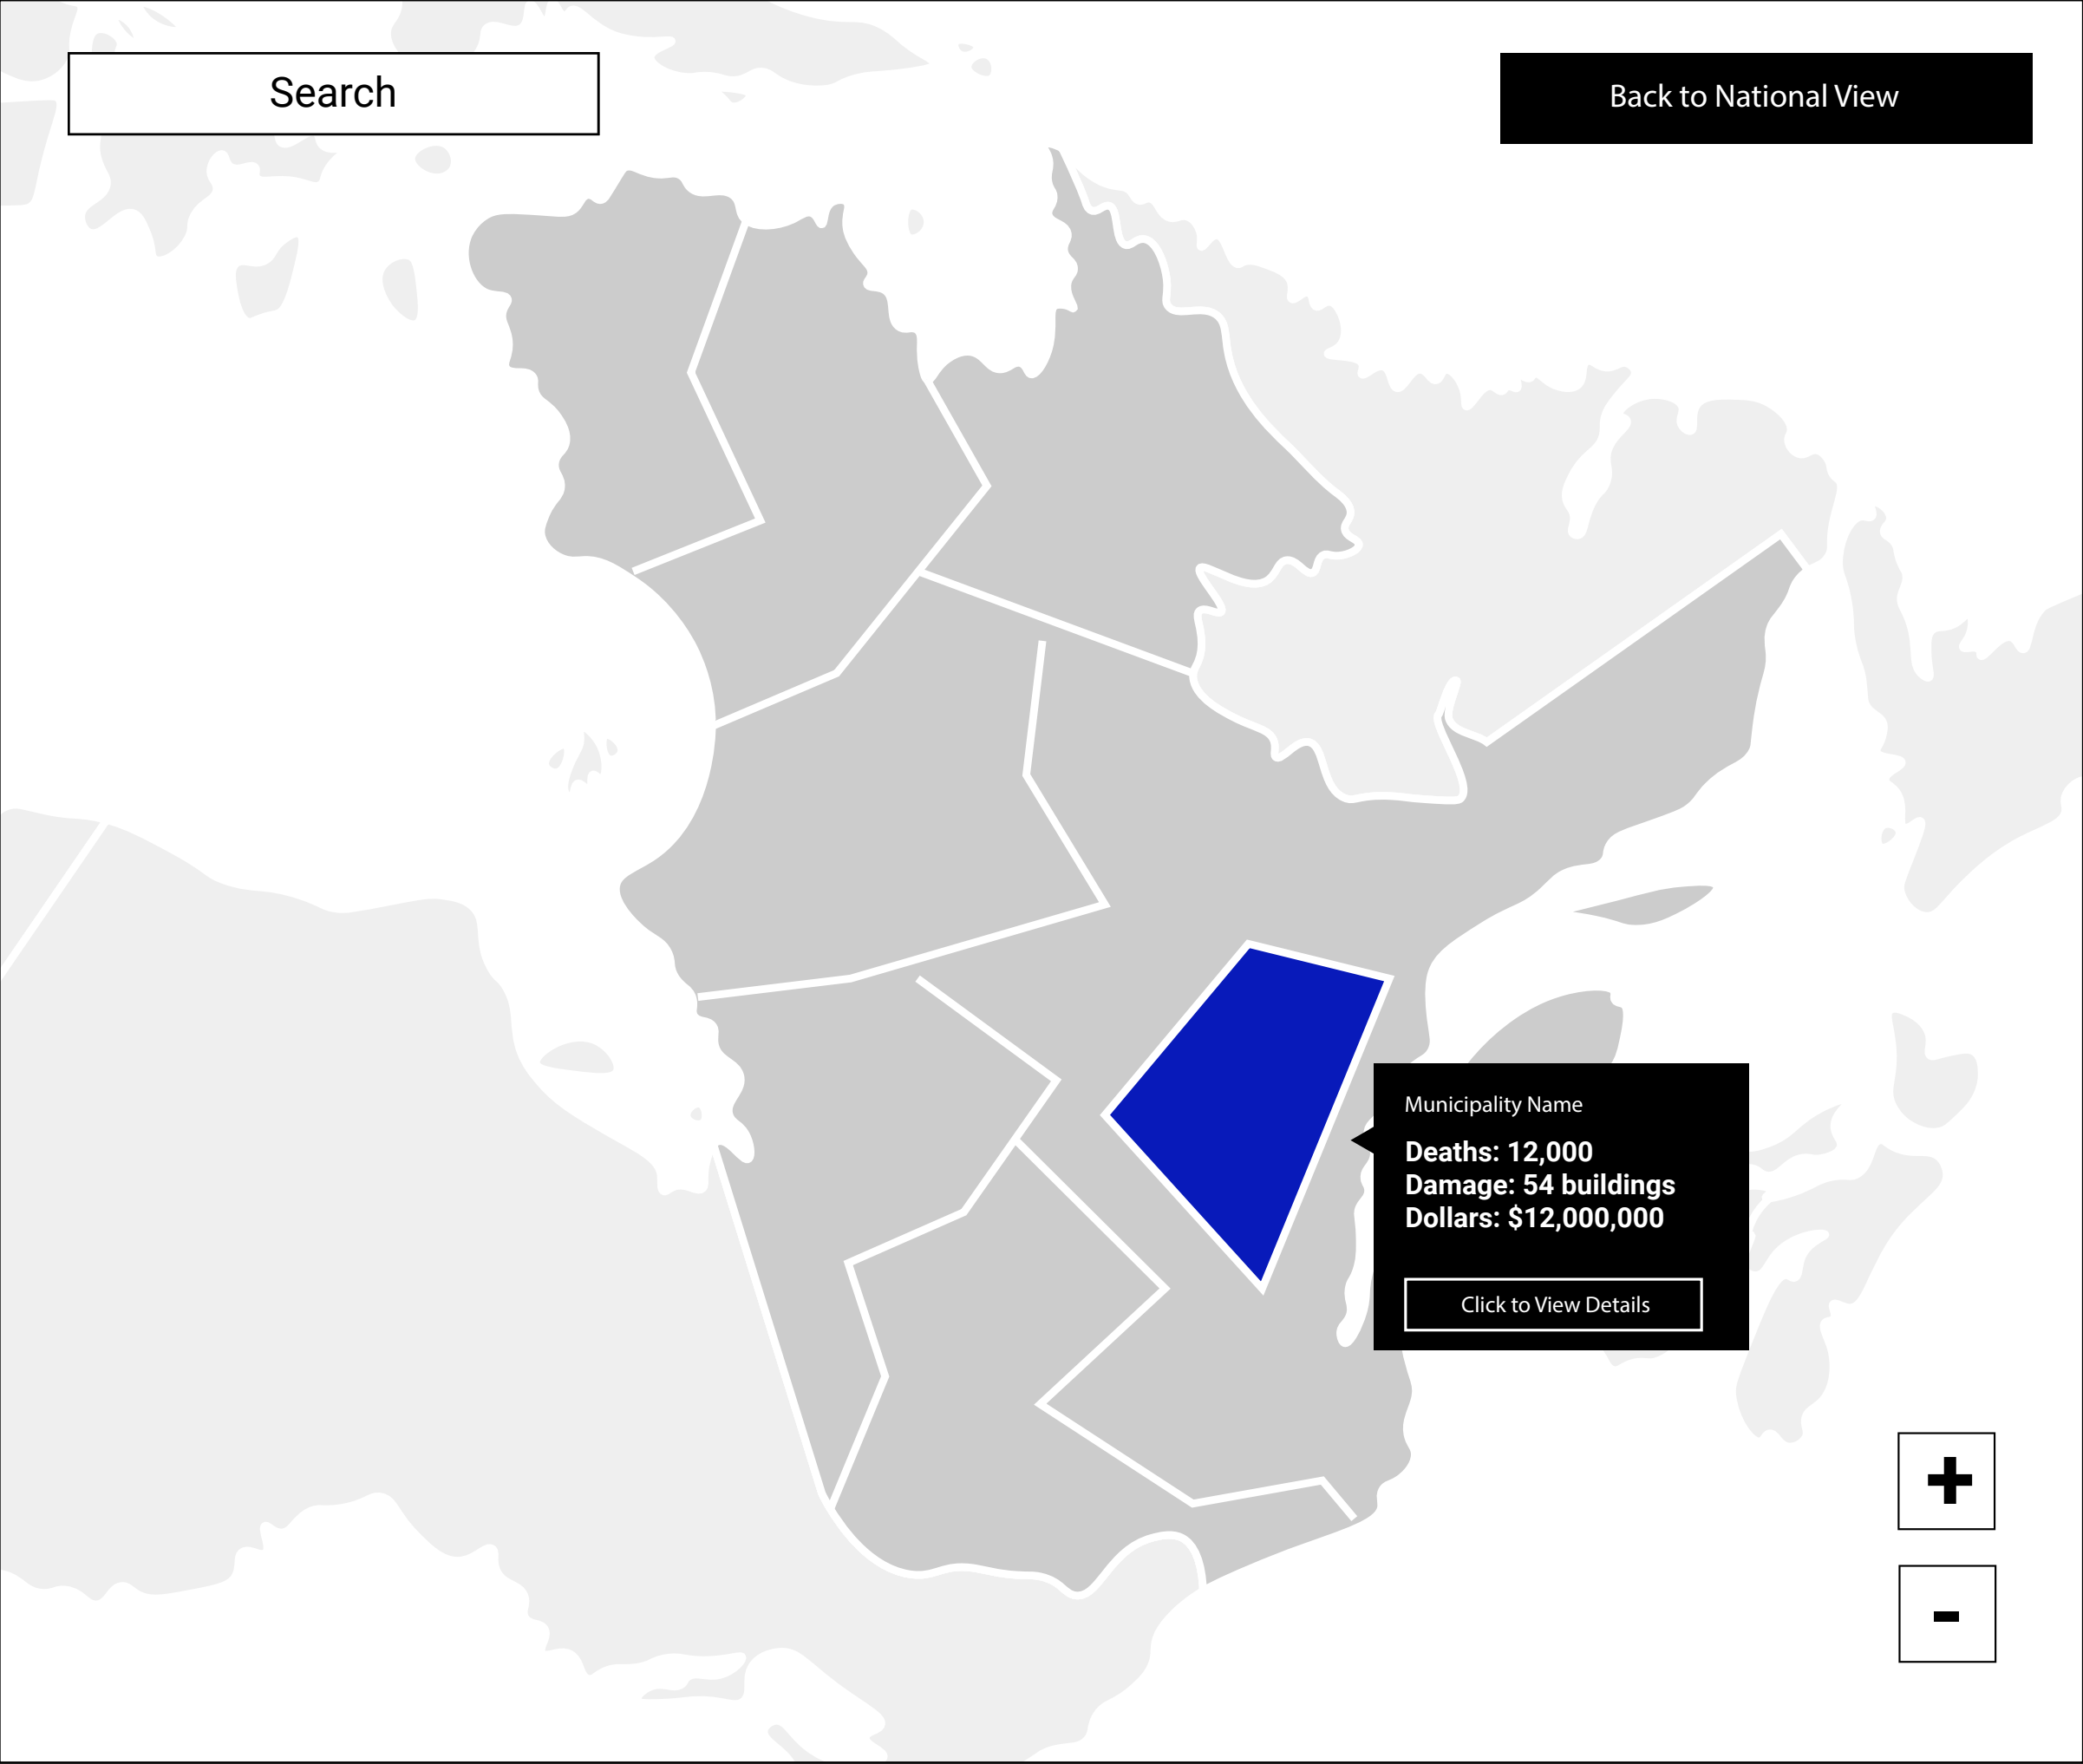 Search
Back to National View
Municipality Name
Deaths: 12,000
Damage: 54 buildings
Dollars: $12,000,000
Click to View Details
+
-